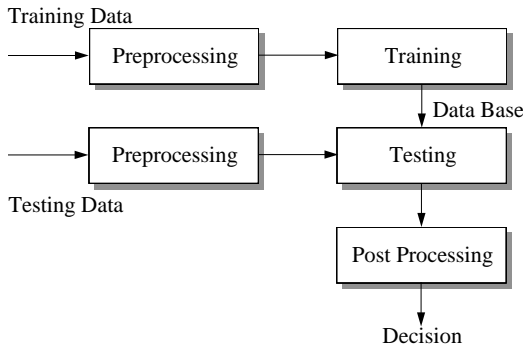 Training Data
Preprocessing
Training
Data Base
Preprocessing
Testing
Testing Data
Post Processing
Decision